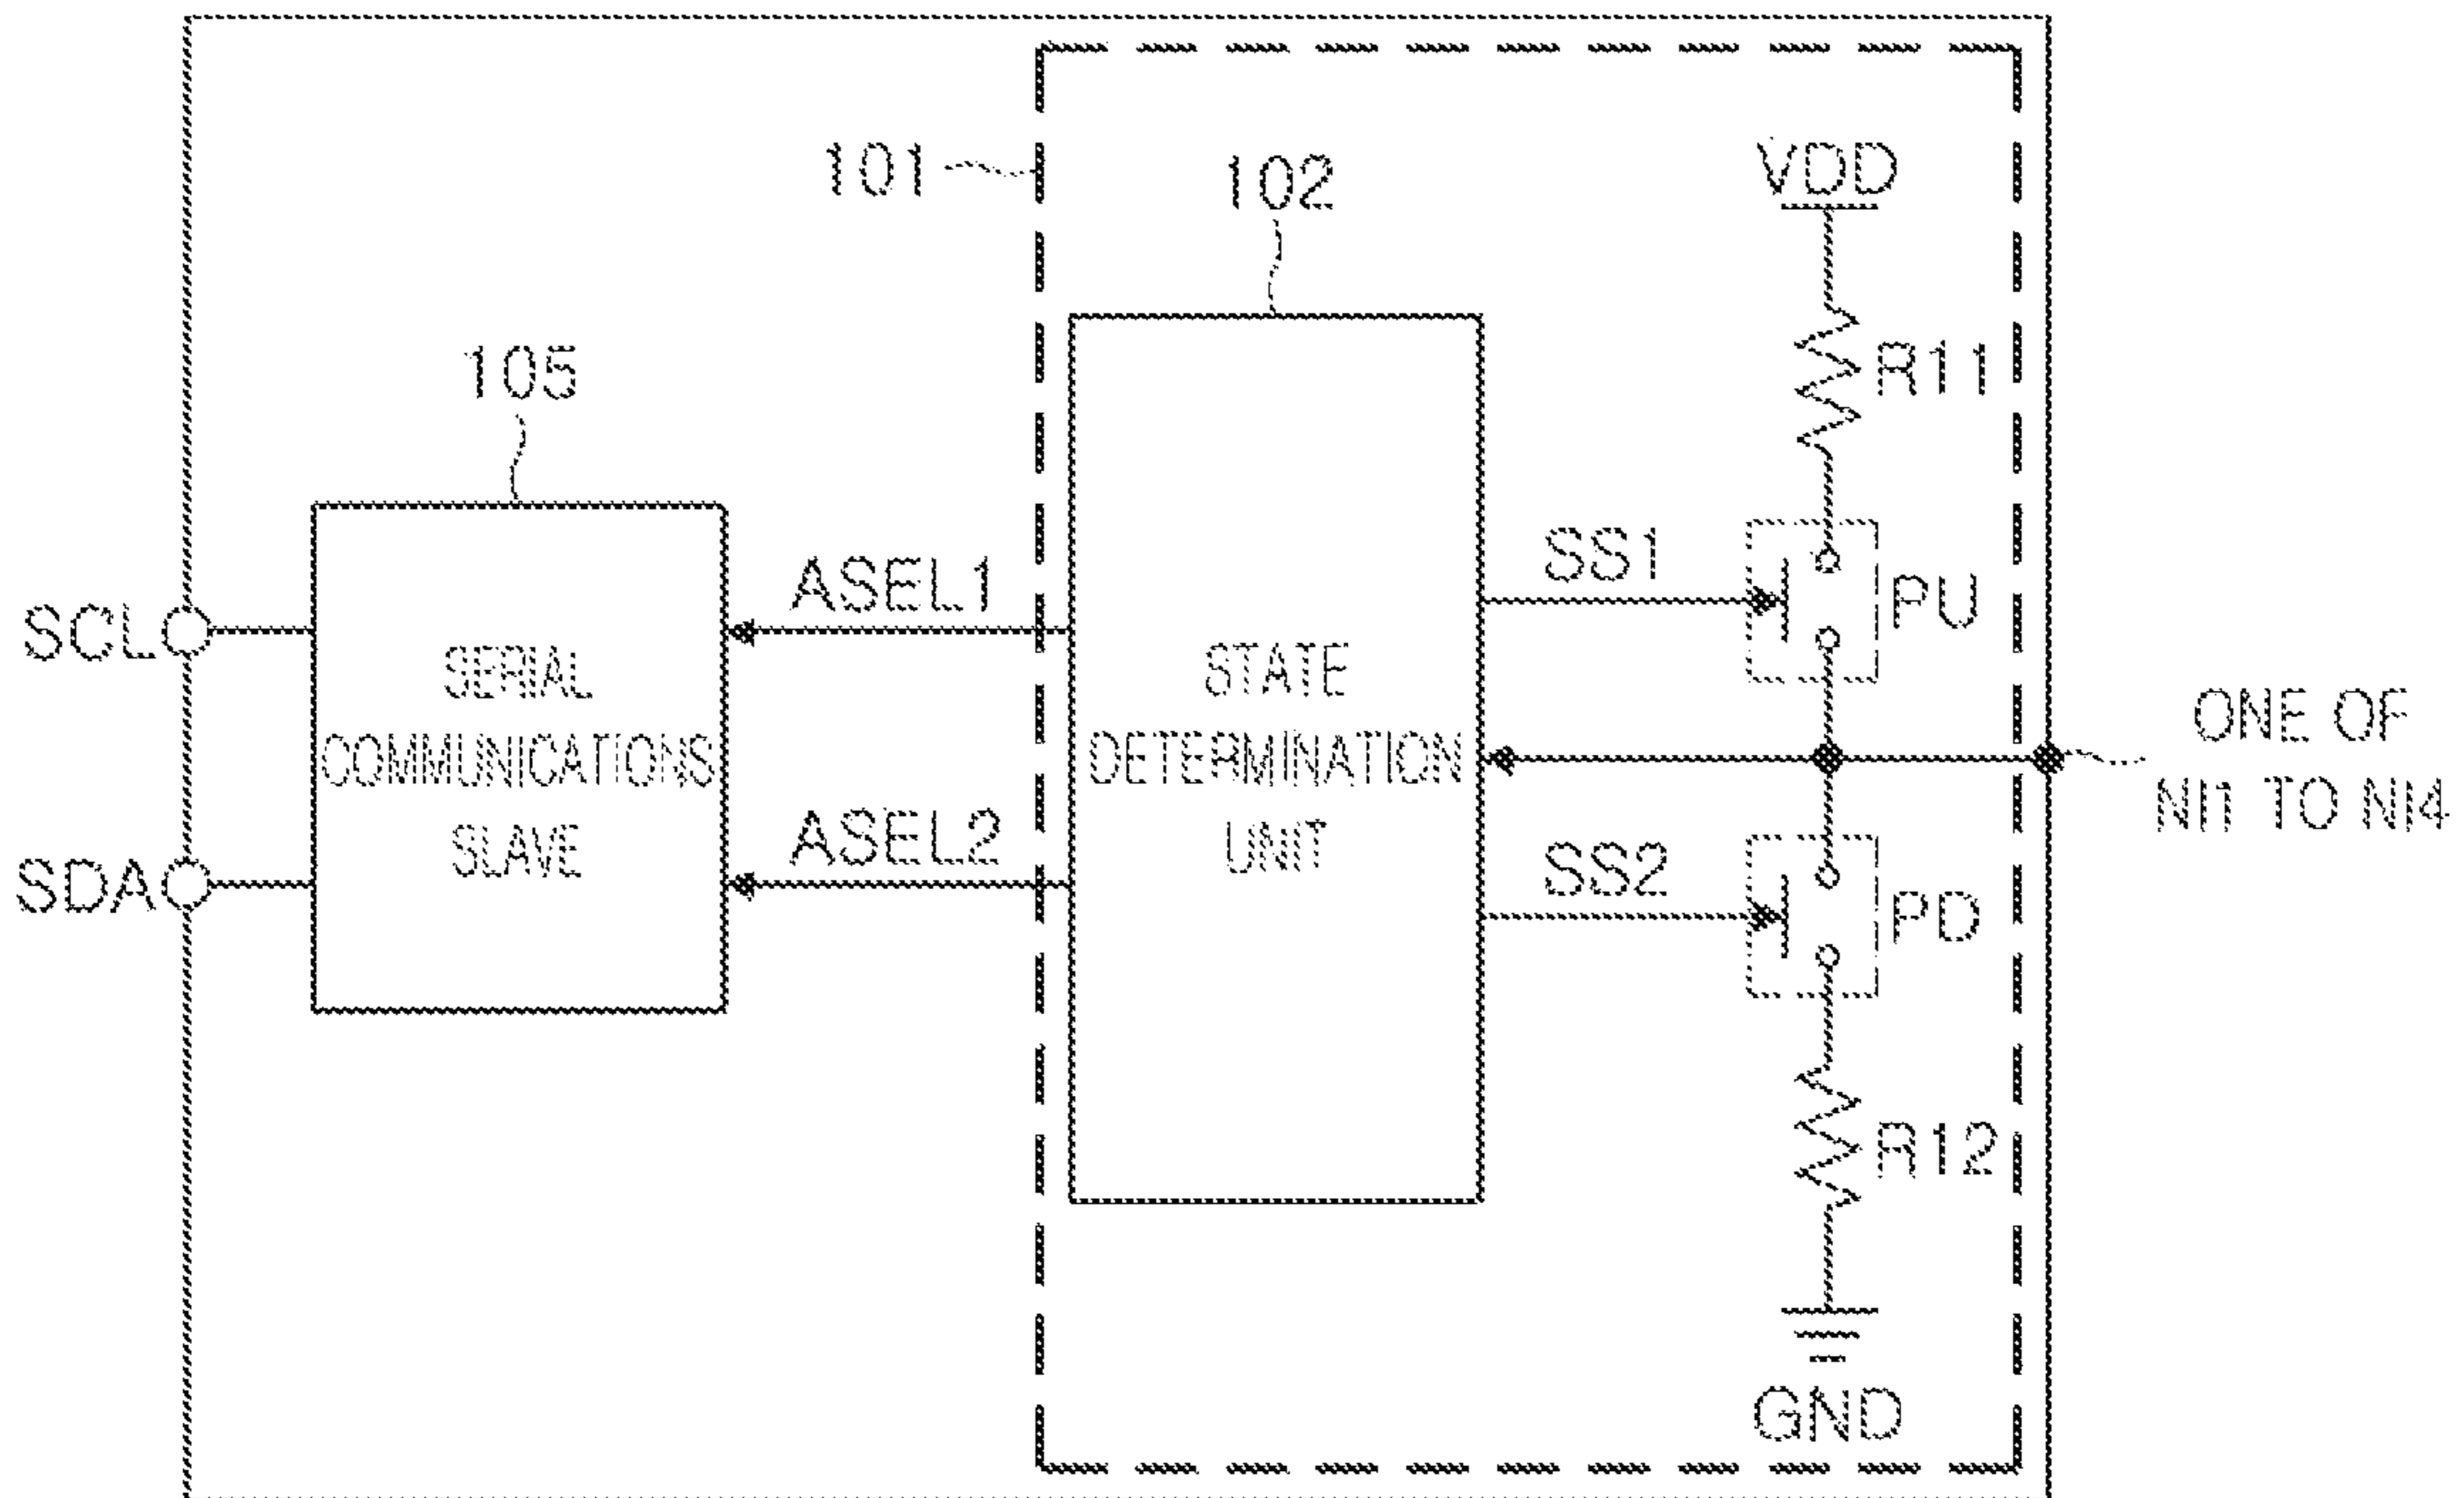 101
102
VDD
105
R11
SS1
PU
ASEL1
SCL
SERIAL
COMMUNICATIONS
SLAVE
STATE
DETERMINATION
UNIT
ONE OF
NI1 TO NI4
ASEL2
SDA
SS2
PD
R12
GND